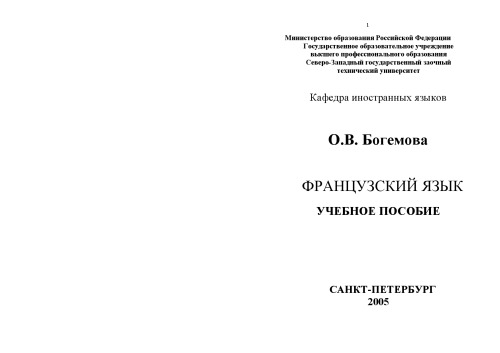 1
Министерство образования Российской Федерации
Государственное образовательное учреждение
высшего профессионального образования
Северо-Западный государственный заочный
технический университет
Кафедра иностранных языков
О.В. Богемова
ФРАНЦУЗСКИЙ ЯЗЫК
УЧЕБНОЕ ПОСОБИЕ
САНКТ-ПЕТЕРБУРГ
2005